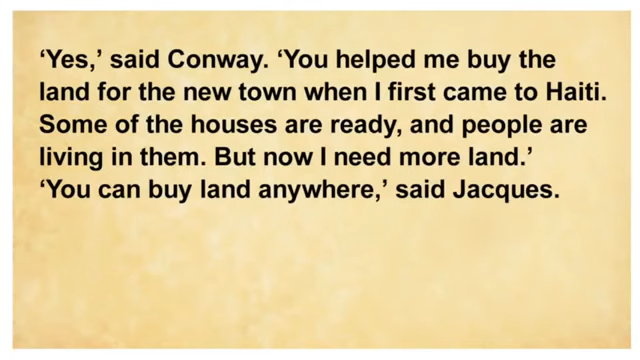 ‘Yes,’ said Conway. ‘You helped me buy the
land for the new town when I first came to Haiti.
Some of the houses are ready, and people are
living in them. But now I need more land.’
‘You can buy land anywhere,’ said Jacques.